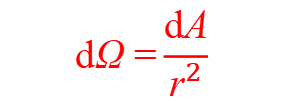 dΩ = dA/r²